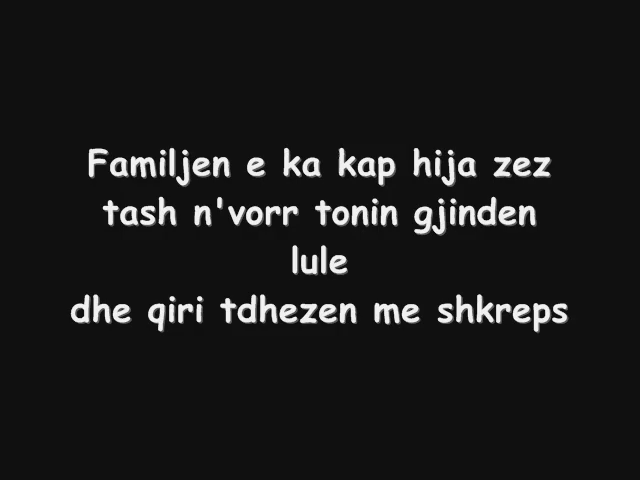 Familjen e ka kap hija zez
tash n'vorr tonin gjinden
lule
dhe qiri tdhezen me shkreps